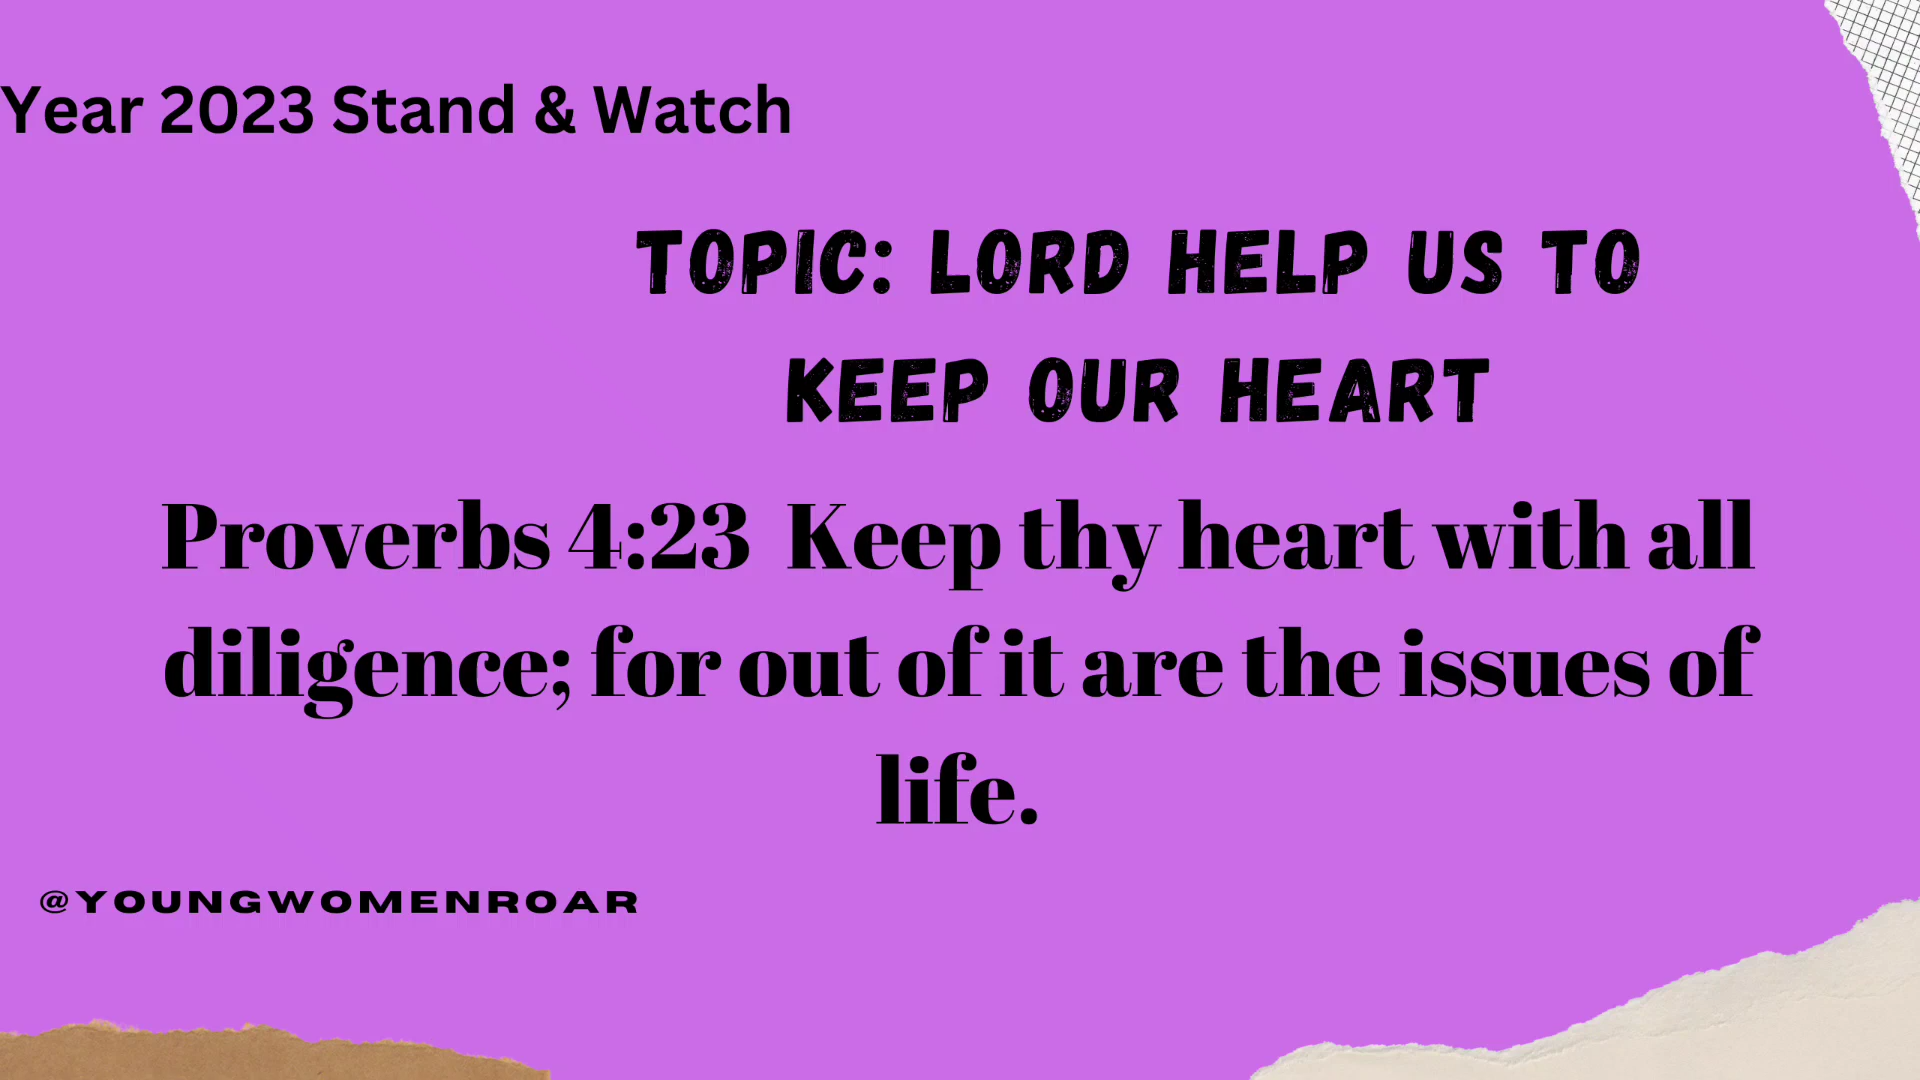 Year 2023 Stand & Watch
TOPIC: LORD HELP US TO
KEEP OUR HEART
Proverbs 4:23  Keep thy heart with all
diligence; for out of it are the issues of
life.
@YOUNGWOMENROAR